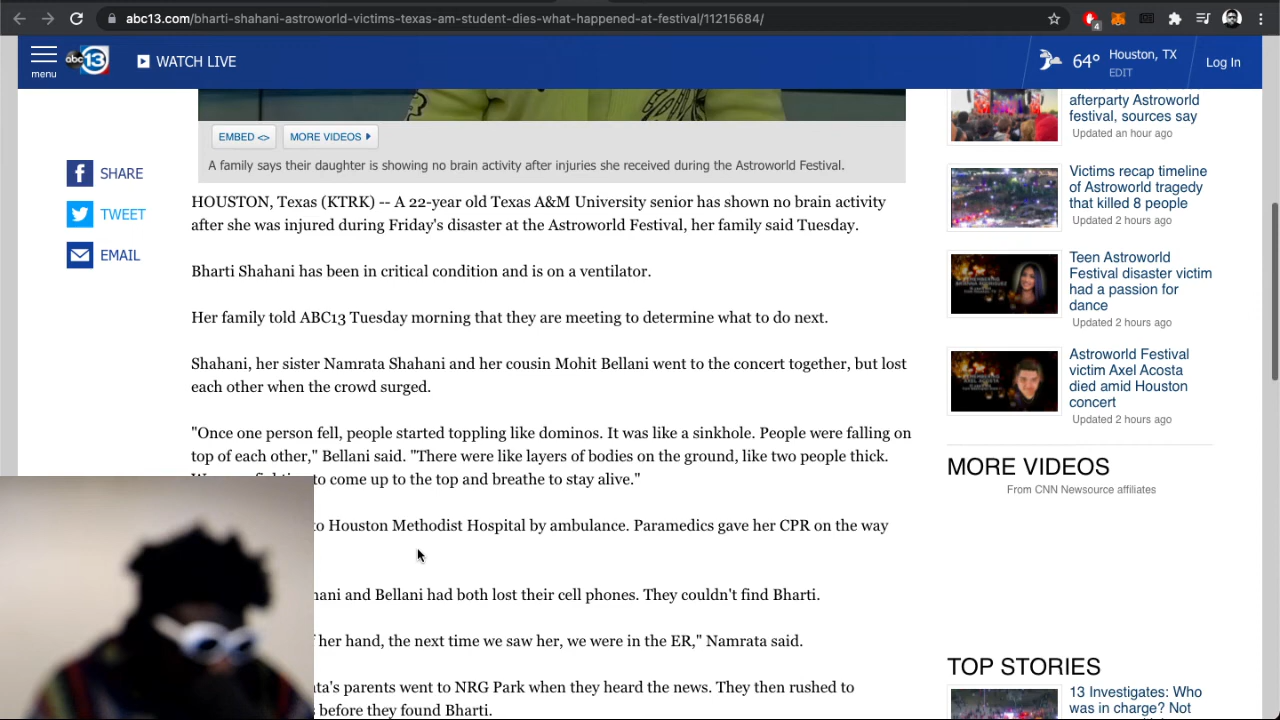 abc13.com/bharti-shahani-astroworld-victims-texas-am-student-dies-what-happened-at-festival/11215684/
4
menu
abc 13
WATCH LIVE
64°
Houston, TX
EDIT
Log In
EMBED <>
MORE VIDEOS
A family says their daughter is showing no brain activity after injuries she received during the Astroworld Festival.
SHARE
TWEET
EMAIL
HOUSTON, Texas (KTRK) -- A 22-year old Texas A&M University senior has shown no brain activity
after she was injured during Friday's disaster at the Astroworld Festival, her family said Tuesday.
Bharti Shahani has been in critical condition and is on a ventilator.
Her family told ABC13 Tuesday morning that they are meeting to determine what to do next.
Shahani, her sister Namrata Shahani and her cousin Mohit Bellani went to the concert together, but lost
each other when the crowd surged.
"Once one person fell, people started toppling like dominos. It was like a sinkhole. People were falling on
top of each other," Bellani said. "There were like layers of bodies on the ground, like two people thick.
to come up to the top and breathe to stay alive."
to Houston Methodist Hospital by ambulance. Paramedics gave her CPR on the way
hani and Bellani had both lost their cell phones. They couldn't find Bharti.
her hand, the next time we saw her, we were in the ER," Namrata said.
ta's parents went to NRG Park when they heard the news. They then rushed to
before they found Bharti.
afterparty Astroworld
festival, sources say
Updated an hour ago
Victims recap timeline
of Astroworld tragedy
that killed 8 people
Updated 2 hours ago
Teen Astroworld
Festival disaster victim
had a passion for
dance
Updated 2 hours ago
Astroworld Festival
victim Axel Acosta
died amid Houston
concert
Updated 2 hours ago
MORE VIDEOS
From CNN Newsource affiliates
TOP STORIES
13 Investigates: Who
was in charge? Not